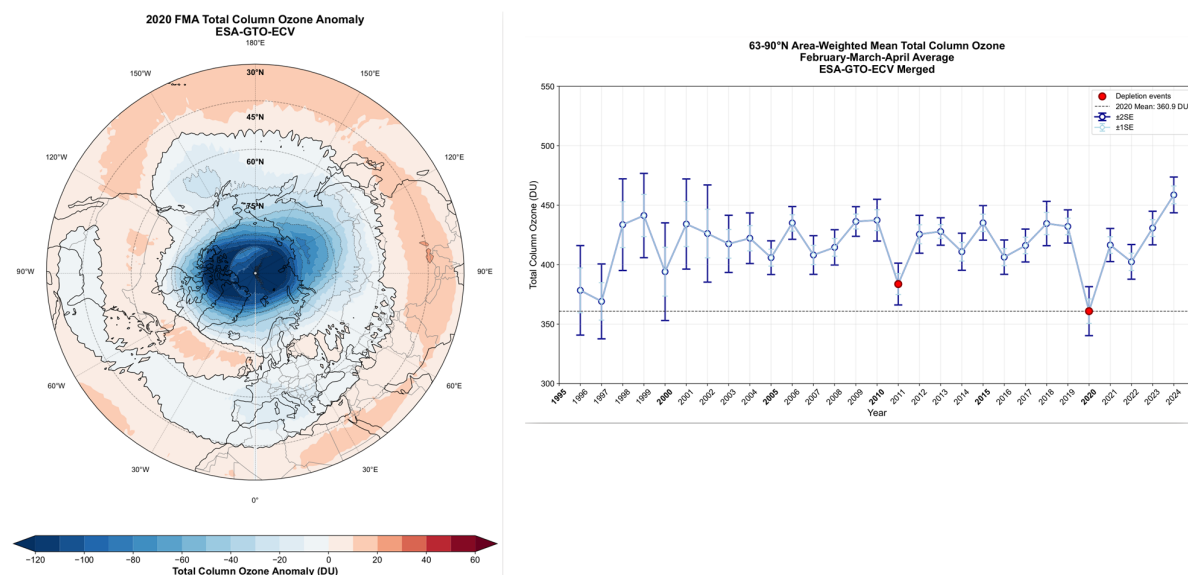 2020 FMA Total Column Ozone Anomaly
ESA-GTO-ECV
180°E
150°W
150°E
30°N
45°N
120°W
120°E
60°N
75°N
90°W
90°E
60°W
60°E
30°W
30°E
0°
−120
−100
−80
−60
−40
−20
0
20
40
60
Total Column Ozone Anomaly (DU)
63-90°N Area-Weighted Mean Total Column Ozone
February-March-April Average
ESA-GTO-ECV Merged
550
500
450
400
350
300
Total Column Ozone (DU)
Depletion events
2020 Mean: 360.9 DU
±2SE
±1SE
1995
1996
1997
1998
1999
2000
2001
2002
2003
2004
2005
2006
2007
2008
2009
2010
2011
2012
2013
2014
2015
2016
2017
2018
2019
2020
2021
2022
2023
2024
Year